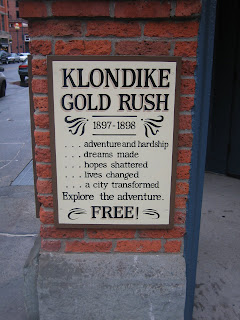 KLONDIKE
GOLD RUSH
1897-1898
. . . adventure and hardship
. . . dreams made
. . . hopes shattered
. . . lives changed
. . . a city transformed
Explore the adventure.
FREE!